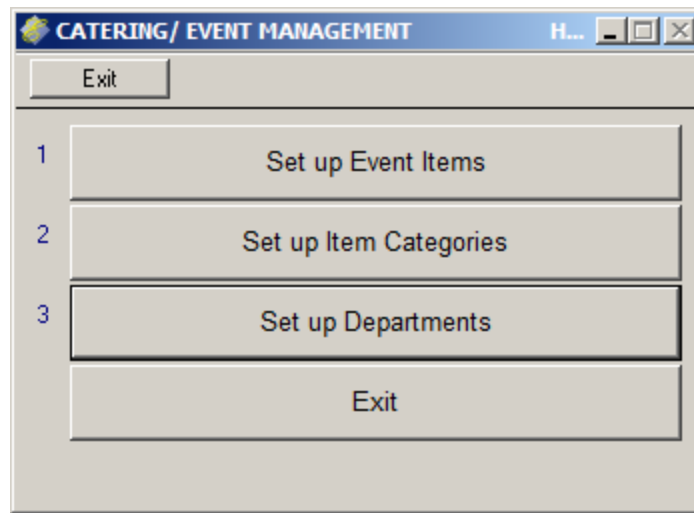 CATERING/ EVENT MANAGEMENT H...
Exit
1 Set up Event Items
2 Set up Item Categories
3 Set up Departments
Exit